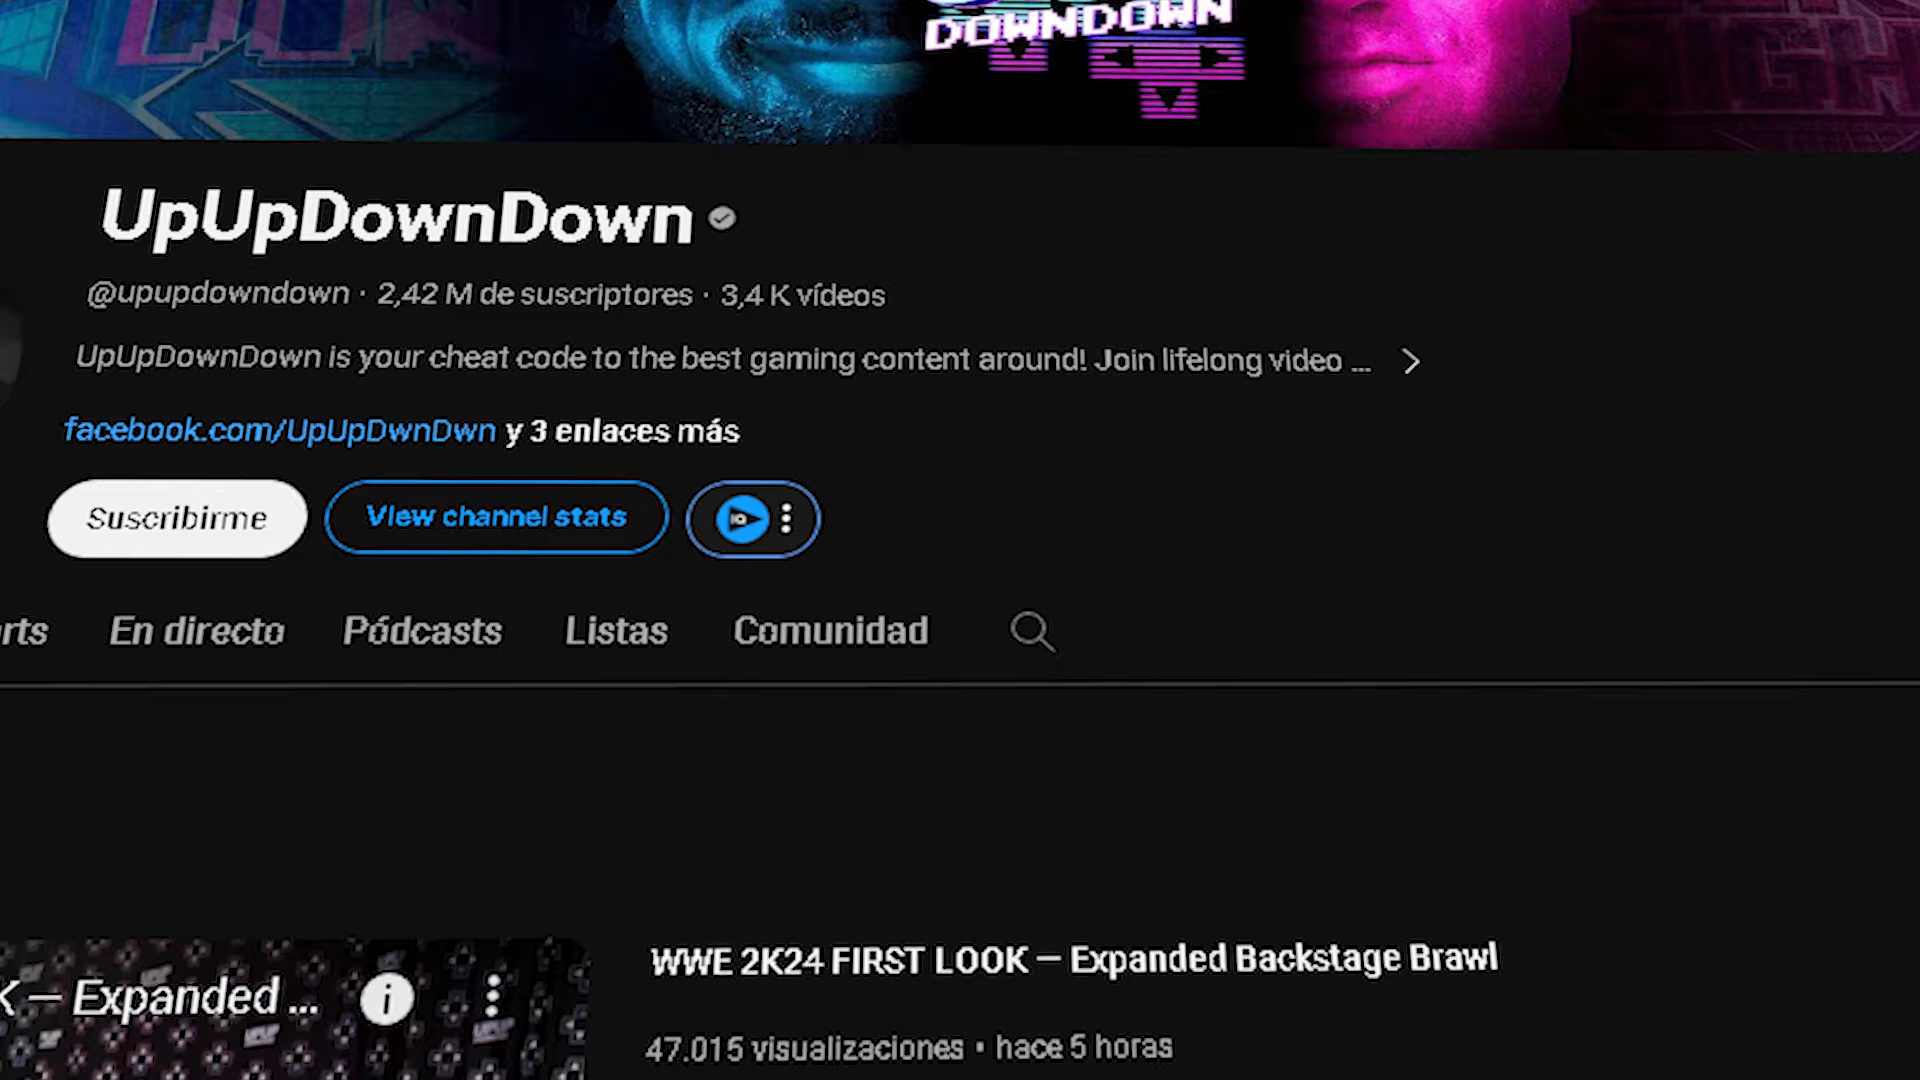 DOWNDOWN
UpUpDownDown
@upupdowndown · 2,42 M de suscriptores · 3,4 K vídeos
UpUpDownDown is your cheat code to the best gaming content around! Join lifelong video ...
facebook.com/UpUpDwnDwn y 3 enlaces más
Suscribirme View channel stats
rts En directo Pódcasts Listas Comunidad
WWE 2K24 FIRST LOOK – Expanded Backstage Brawl
K – Expanded ...
47.015 visualizaciones • hace 5 horas